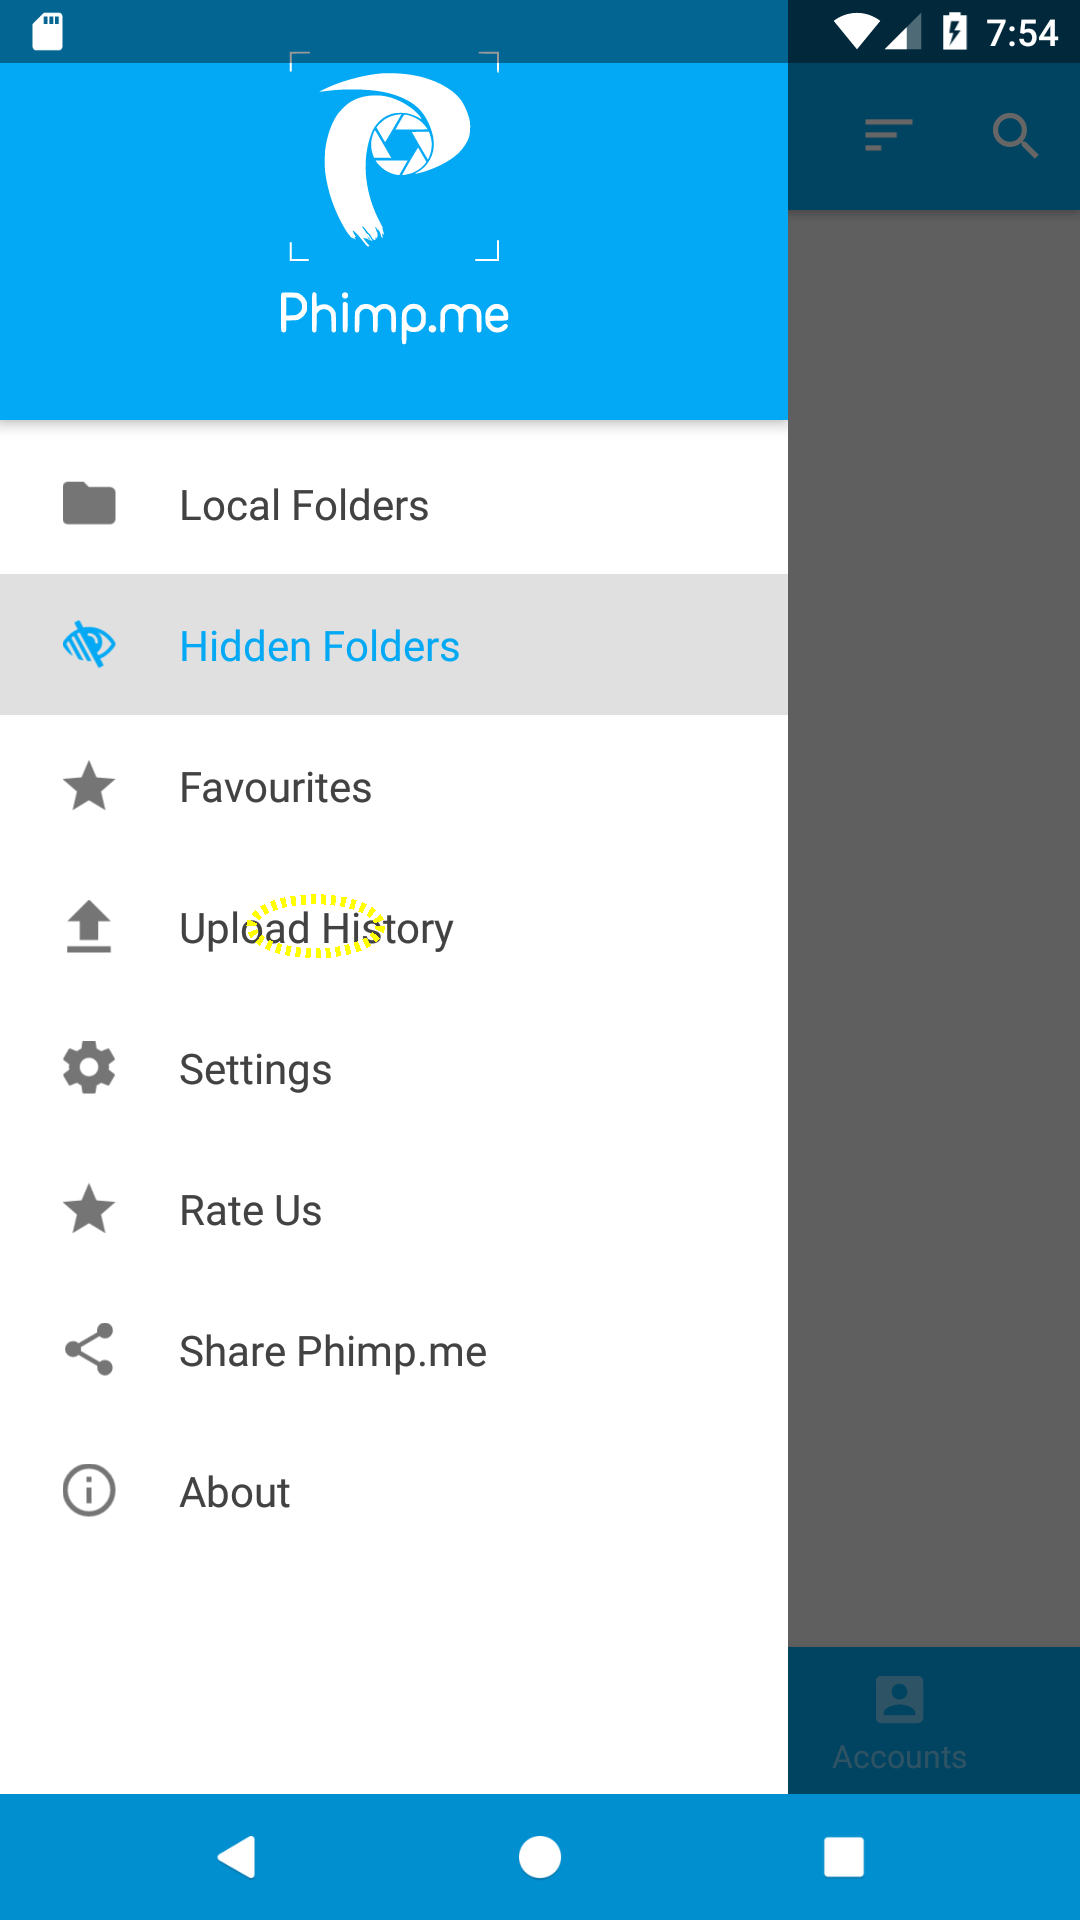 7:54
Phimp.me
Local Folders
Hidden Folders
Favourites
Upload History
Settings
Rate Us
Share Phimp.me
About
Accounts